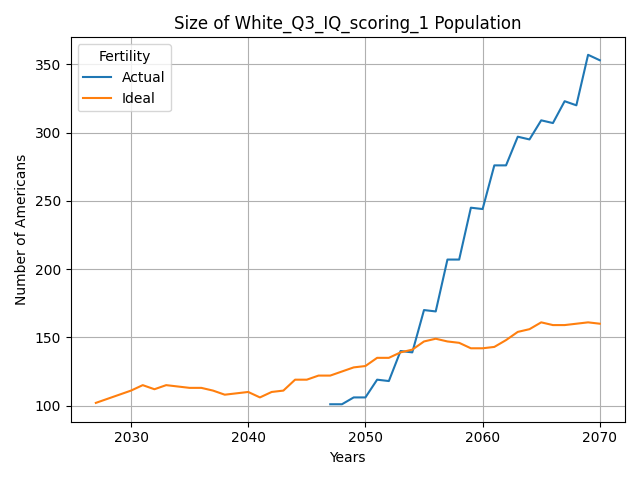 Size of White_Q3_IQ_scoring_1 Population
Fertility
Actual
Ideal
Number of Americans
350
300
250
200
150
100
2030
2040
2050
2060
2070
Years